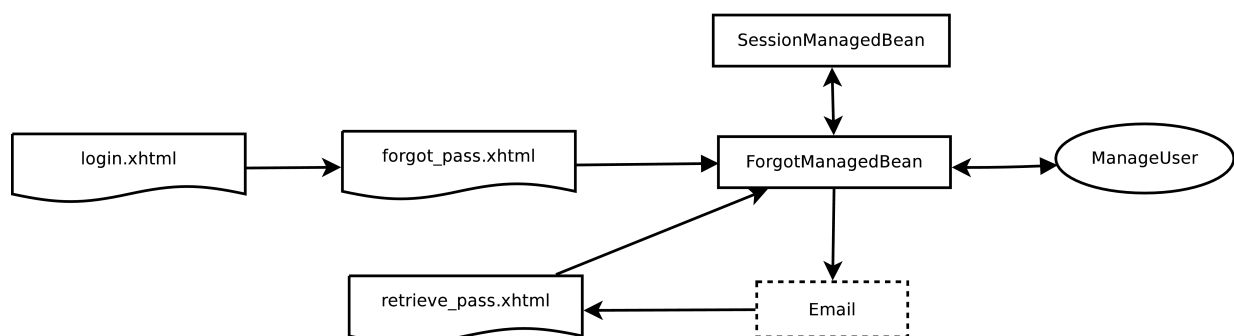 SessionManagedBean
login.xhtml
forgot_pass.xhtml
ForgotManagedBean
ManageUser
retrieve_pass.xhtml
Email